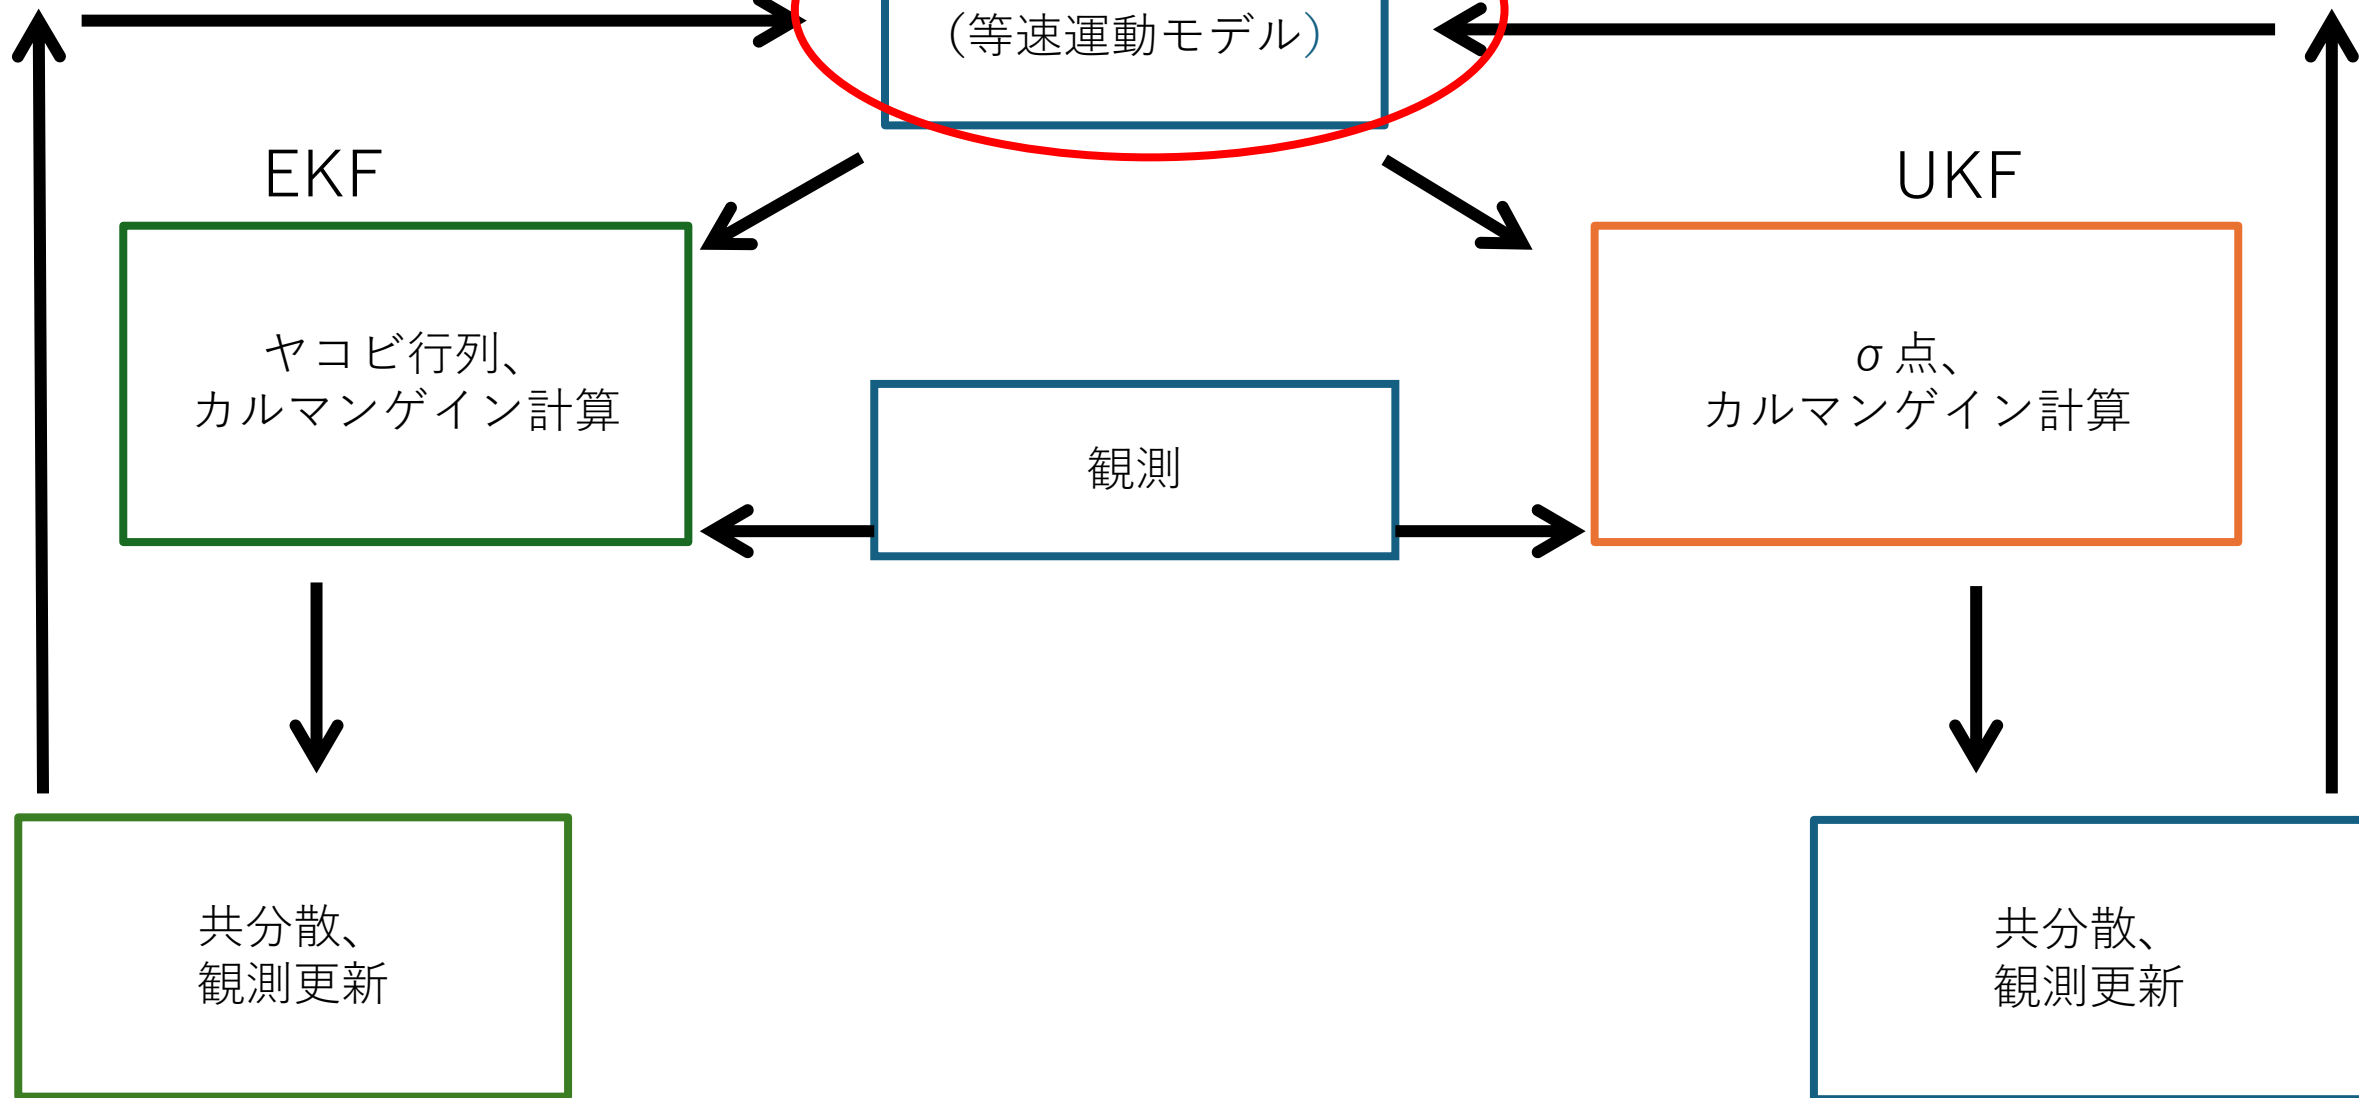 （等速運動モデル）
EKF
UKF
ヤコビ行列、
カルマンゲイン計算
σ点、
カルマンゲイン計算
観測
共分散、
観測更新
共分散、
観測更新